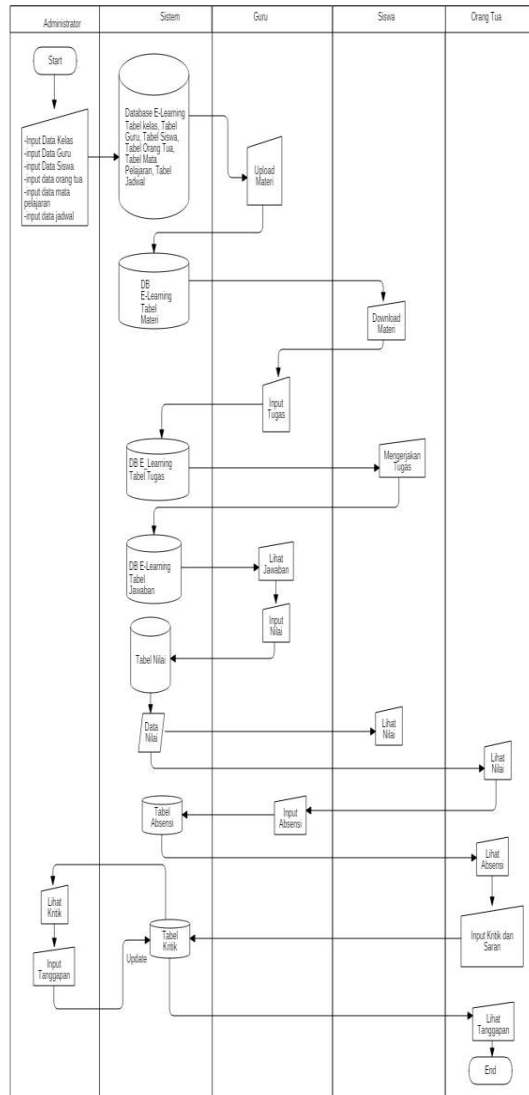 Administrator
Sistem
Guru
Siswa
Orang Tua
Start
-Input Data Kelas
-input Data Guru
-input Data Siswa
-input data orang tua
-input data mata
pelajaran
-input data jadwal
Database E-Learning
Tabel kelas, Tabel
Guru, Tabel Siswa,
Tabel Orang Tua,
Tabel Mata
Pelajaran, Tabel
Jadwal
Upload
Materi
DB
E-Learning
Tabel
Materi
Download
Materi
Input
Tugas
DB E_Learning
Tabel Tugas
Mengerjakan
Tugas
DB E-Learning
Tabel
Jawaban
Lihat
Jawaban
Input
Nilai
Tabel Nilai
Data
Nilai
Lihat
Nilai
Lihat
Nilai
Tabel
Absensi
Input
Absensi
Lihat
Absensi
Lihat
Kritik
Tabel
Kritik
Input Kritik dan
Saran
Input
Tanggapan
Update
Lihat
Tanggapan
End